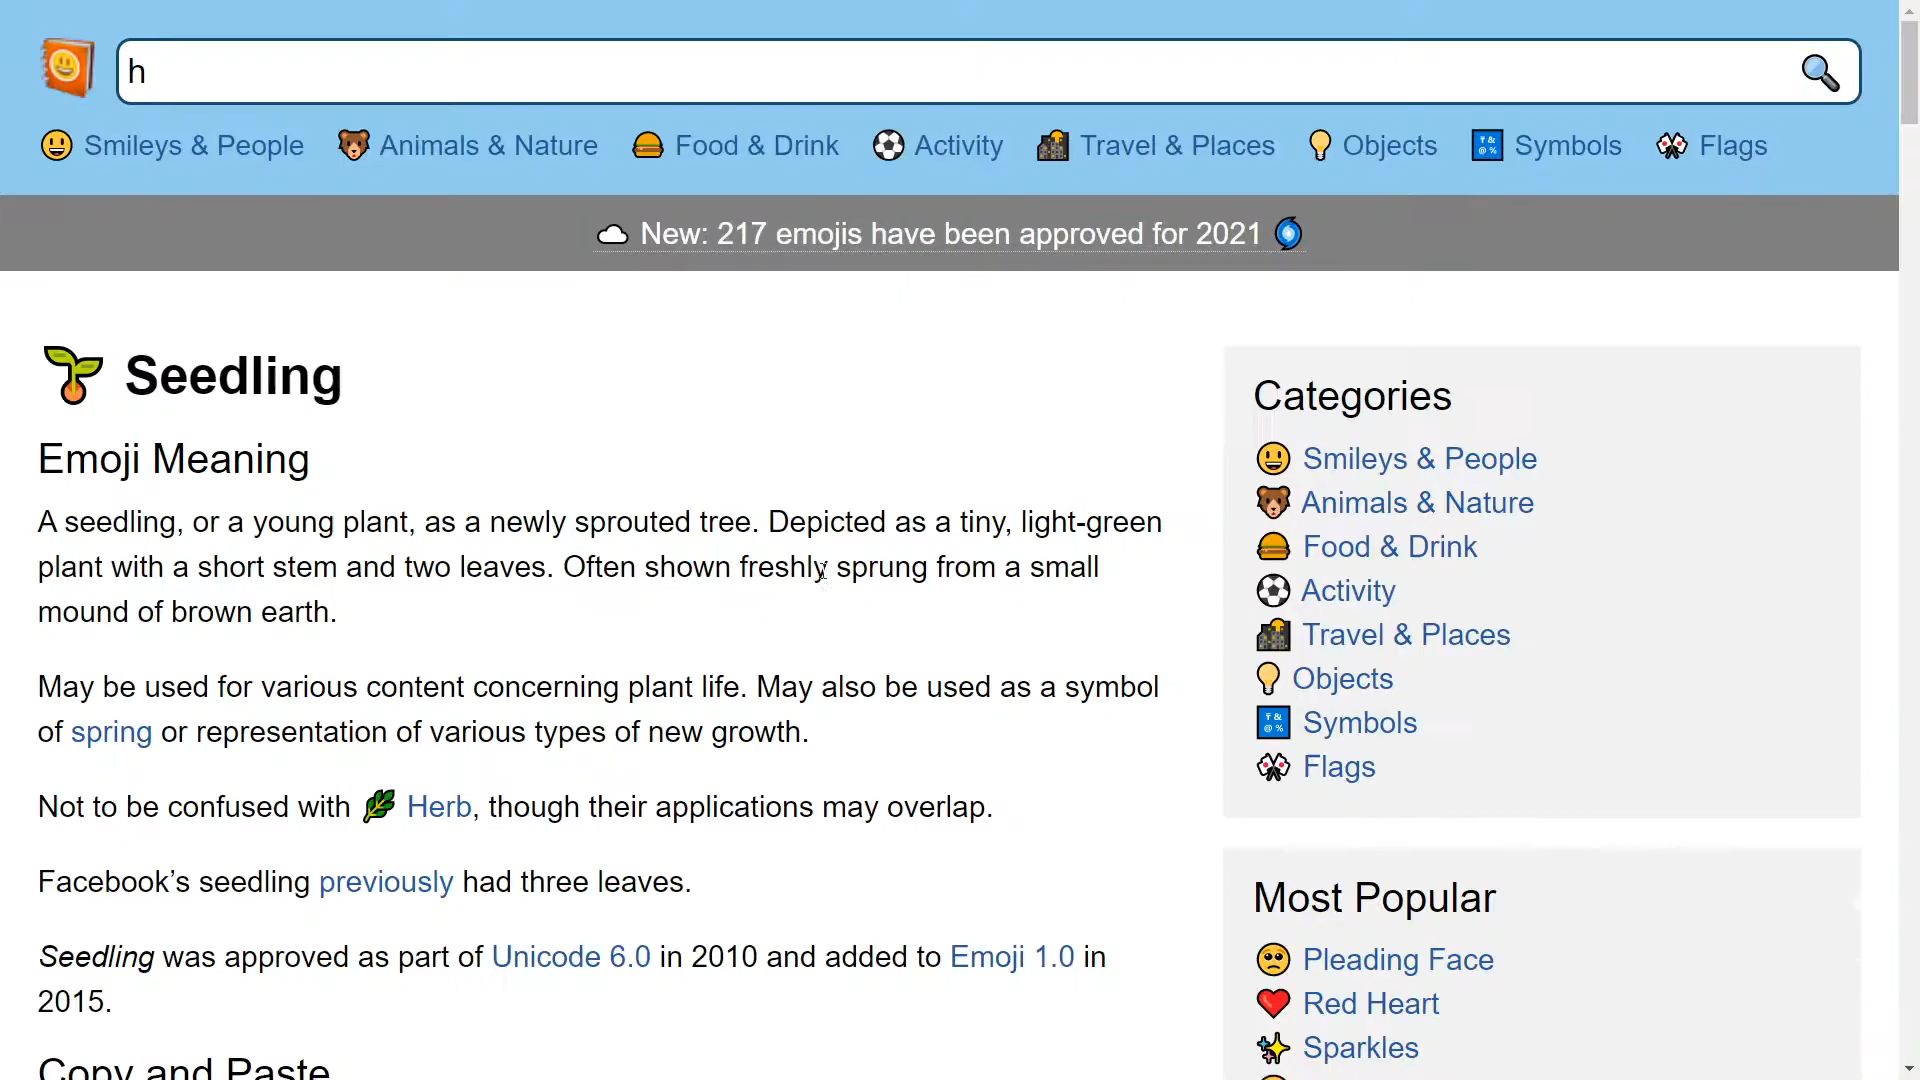 h
Smileys & People Animals & Nature Food & Drink Activity Travel & Places Objects Symbols Flags
New: 217 emojis have been approved for 2021
Seedling
Emoji Meaning
A seedling, or a young plant, as a newly sprouted tree. Depicted as a tiny, light-green
plant with a short stem and two leaves. Often shown freshly sprung from a small
mound of brown earth.
May be used for various content concerning plant life. May also be used as a symbol
of spring or representation of various types of new growth.
Not to be confused with Herb, though their applications may overlap.
Facebook’s seedling previously had three leaves.
Seedling was approved as part of Unicode 6.0 in 2010 and added to Emoji 1.0 in
2015.
Copy and Paste
Categories
Smileys & People
Animals & Nature
Food & Drink
Activity
Travel & Places
Objects
Symbols
Flags
Most Popular
Pleading Face
Red Heart
Sparkles